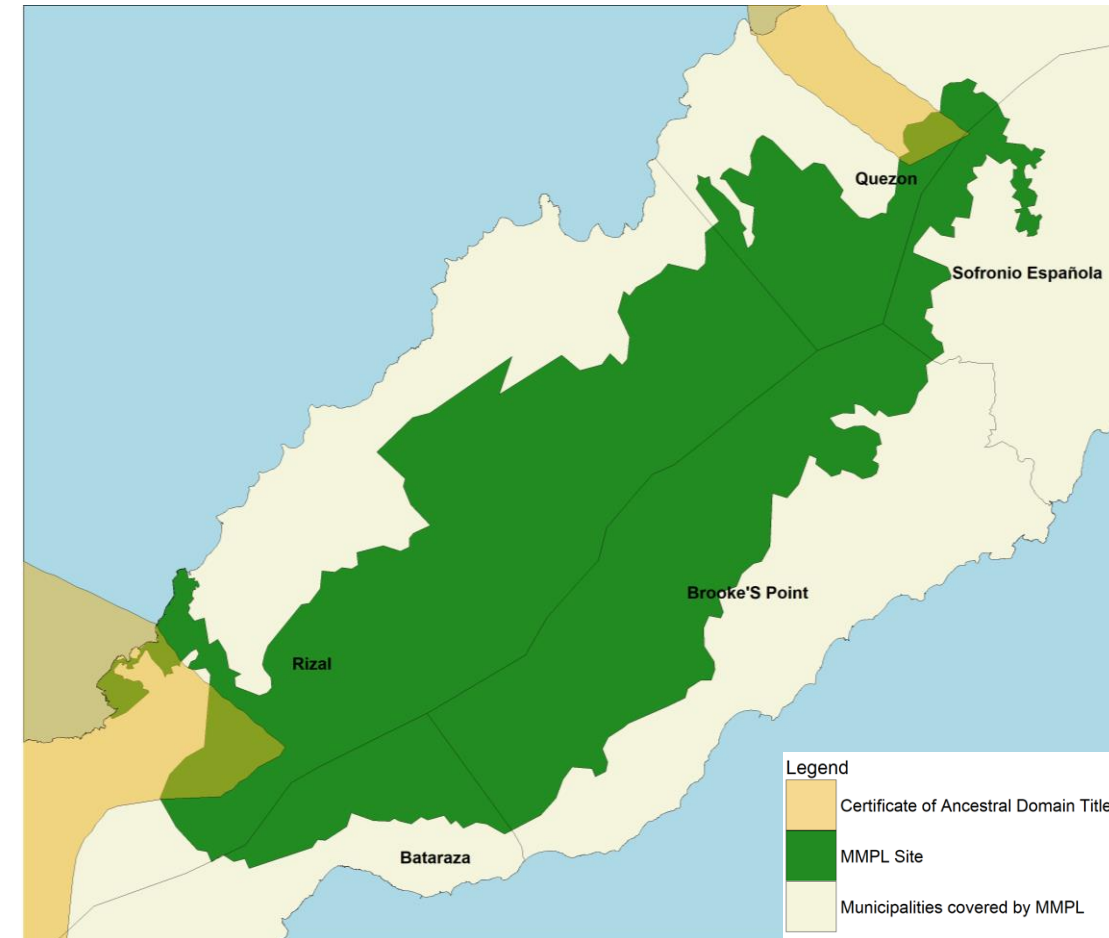 Quezon
Sofronio Española
Brooke'S Point
Rizal
Bataraza
Legend
Certificate of Ancestral Domain Title
MMPL Site
Municipalities covered by MMPL